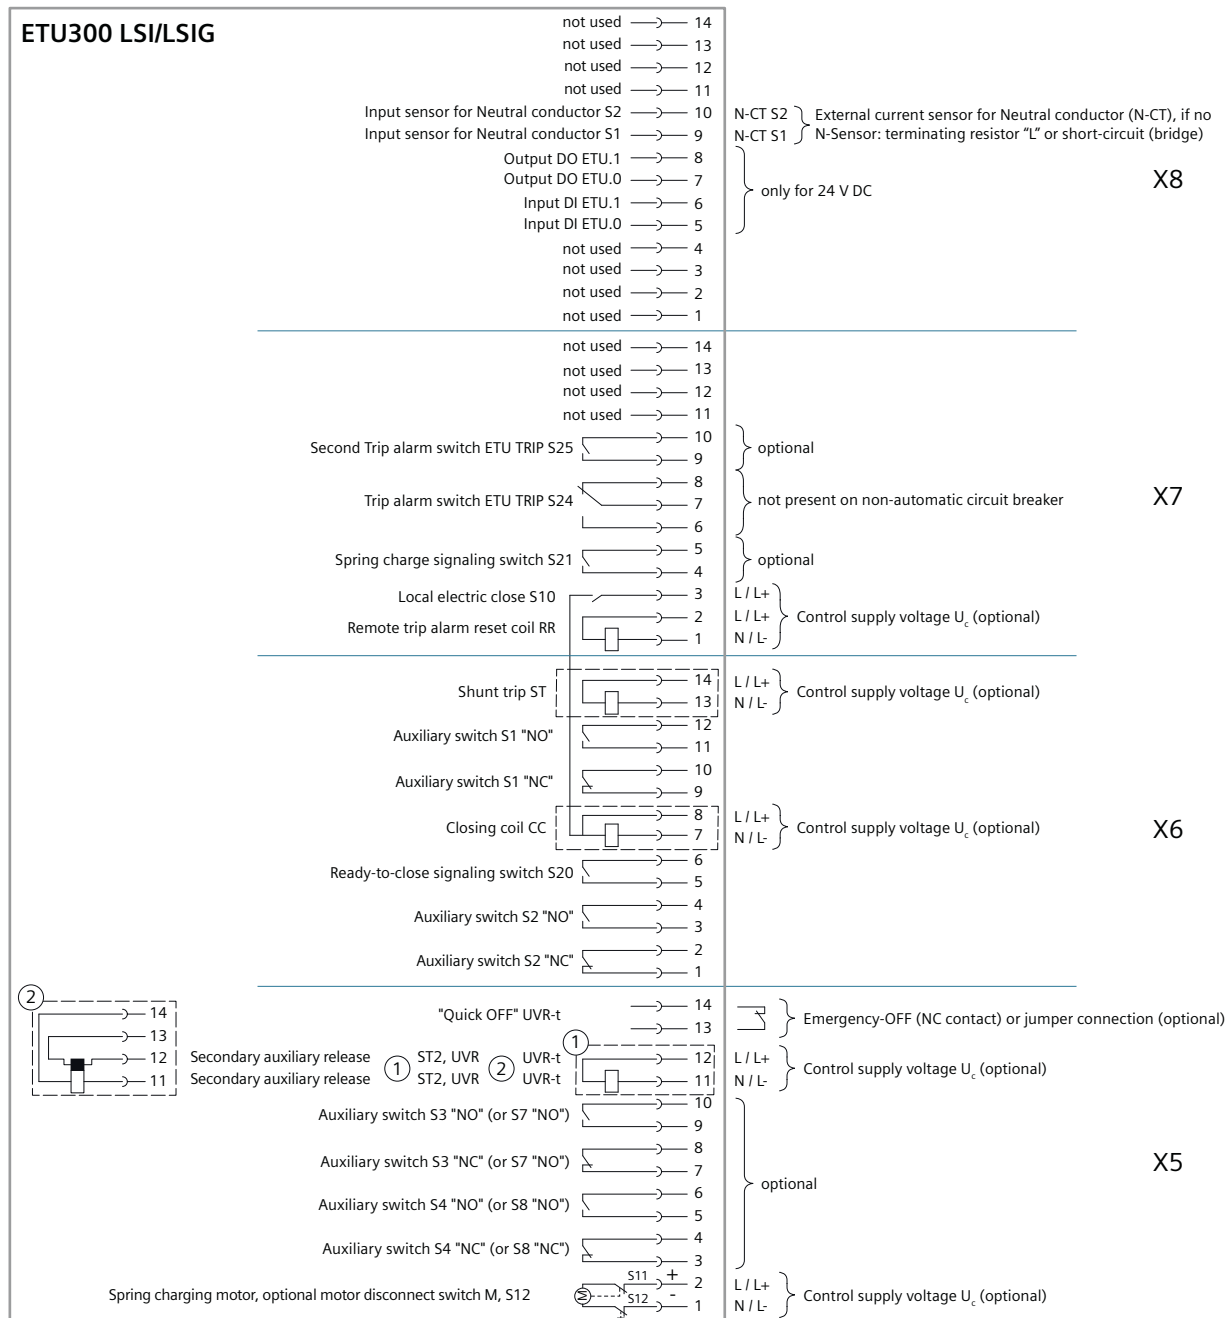 ETU300 LSI/LSIG
not used 14
not used 13
not used 12
not used 11
Input sensor for Neutral conductor S2 10 N-CT S2 External current sensor for Neutral conductor (N-CT), if no
Input sensor for Neutral conductor S1 9 N-CT S1 N-Sensor: terminating resistor “L” or short-circuit (bridge)
Output DO ETU.1 8
Output DO ETU.0 7
only for 24 V DC
X8
Input DI ETU.1 6
Input DI ETU.0 5
not used 4
not used 3
not used 2
not used 1
not used 14
not used 13
not used 12
not used 11
10
Second Trip alarm switch ETU TRIP S25 optional
9
8
Trip alarm switch ETU TRIP S24 7 not present on non-automatic circuit breaker
X7
6
5
Spring charge signaling switch S21 optional
4
Local electric close S10 3 L / L+
2 L / L+ Control supply voltage Uc (optional)
Remote trip alarm reset coil RR
1 N / L-
14 L / L+
Shunt trip ST Control supply voltage Uc (optional)
13 N / L-
12
Auxiliary switch S1 "NO"
11
10
Auxiliary switch S1 "NC"
9
8 L / L+
Closing coil CC Control supply voltage Uc (optional)
7 N / L-
X6
6
Ready-to-close signaling switch S20
5
4
Auxiliary switch S2 "NO"
3
2
Auxiliary switch S2 "NC"
1
2
14
13
12
11
"Quick OFF" UVR-t
14
13
Emergency-OFF (NC contact) or jumper connection (optional)
1
Secondary auxiliary release ST2, UVR UVR-t 12 L / L+
1 2 Control supply voltage Uc (optional)
Secondary auxiliary release ST2, UVR UVR-t 11 N / L-
10
Auxiliary switch S3 "NO" (or S7 "NO")
9
8
Auxiliary switch S3 "NC" (or S7 "NO")
7
X5
optional
6
Auxiliary switch S4 "NO" (or S8 "NO")
5
4
Auxiliary switch S4 "NC" (or S8 "NC")
3
S11 + 2 L / L+
Spring charging motor, optional motor disconnect switch M, S12 M Control supply voltage Uc (optional)
S12 - 1 N / L-